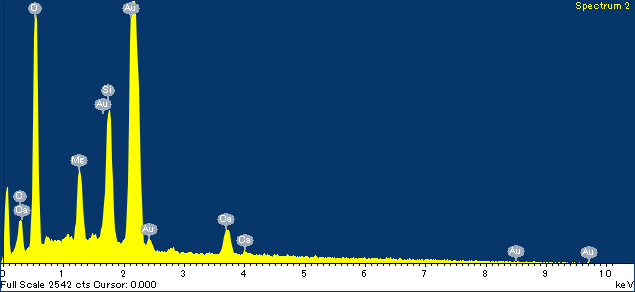 Spectrum 2
O
Au
Si
Au
Mg
C
Ca
Au
Ca
Ca
Au
Au
0 1 2 3 4 5 6 7 8 9 10
Full Scale 2542 cts Cursor: 0.000 keV